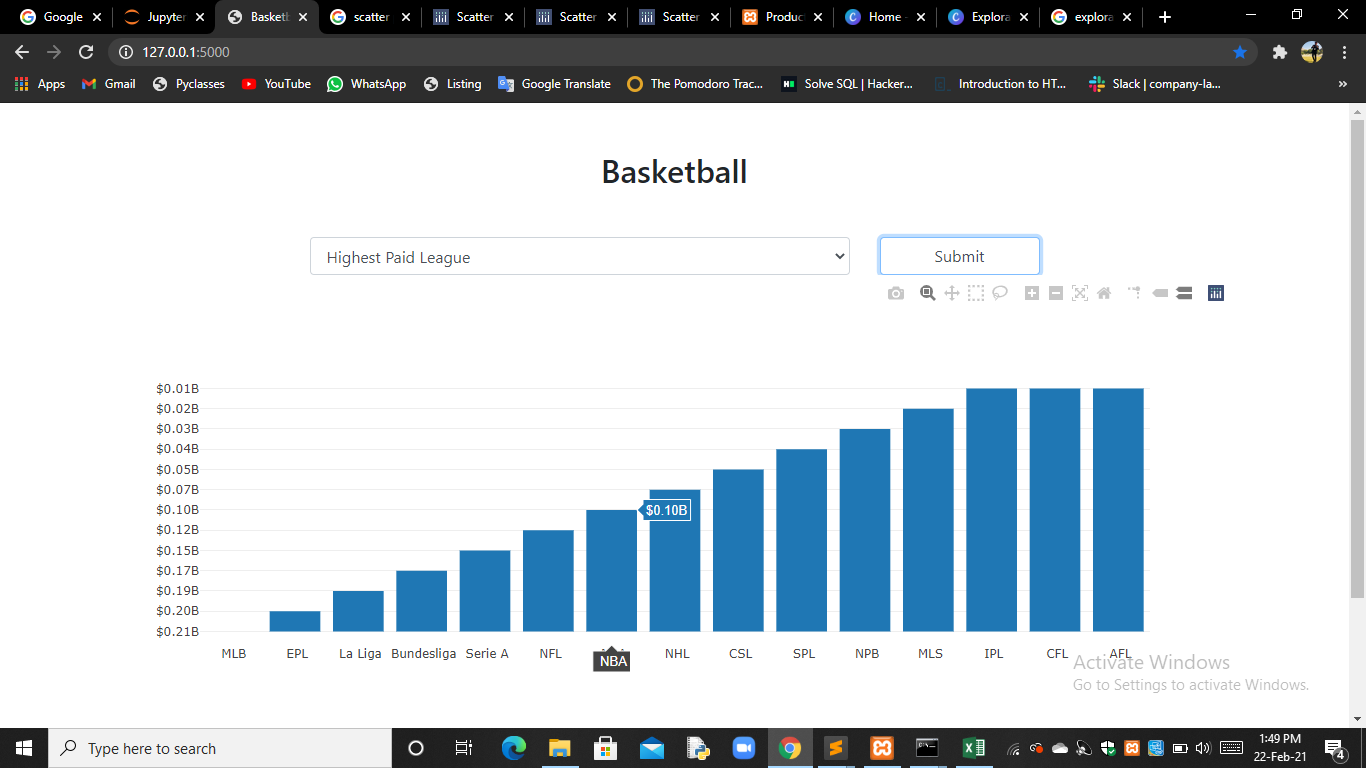 Google
Jupyter
Basketb
scatter
Scatter
Scatter
Scatter
Produc
Home -
Explora
explora
127.0.0.1:5000
Apps
Gmail
Pyclasses
YouTube
WhatsApp
Listing
Google Translate
The Pomodoro Trac...
Solve SQL | Hacker...
Introduction to HT...
Slack | company-la...
»
Basketball
Highest Paid League
Submit
$0.01B
$0.02B
$0.03B
$0.04B
$0.05B
$0.07B
$0.10B
$0.10B
$0.12B
$0.15B
$0.17B
$0.19B
$0.20B
$0.21B
MLB EPL La Liga Bundesliga Serie A NFL NBA NHL CSL SPL NPB MLS IPL CFL AFL
Activate Windows
Go to Settings to activate Windows.
Type here to search
1:49 PM
22-Feb-21
4